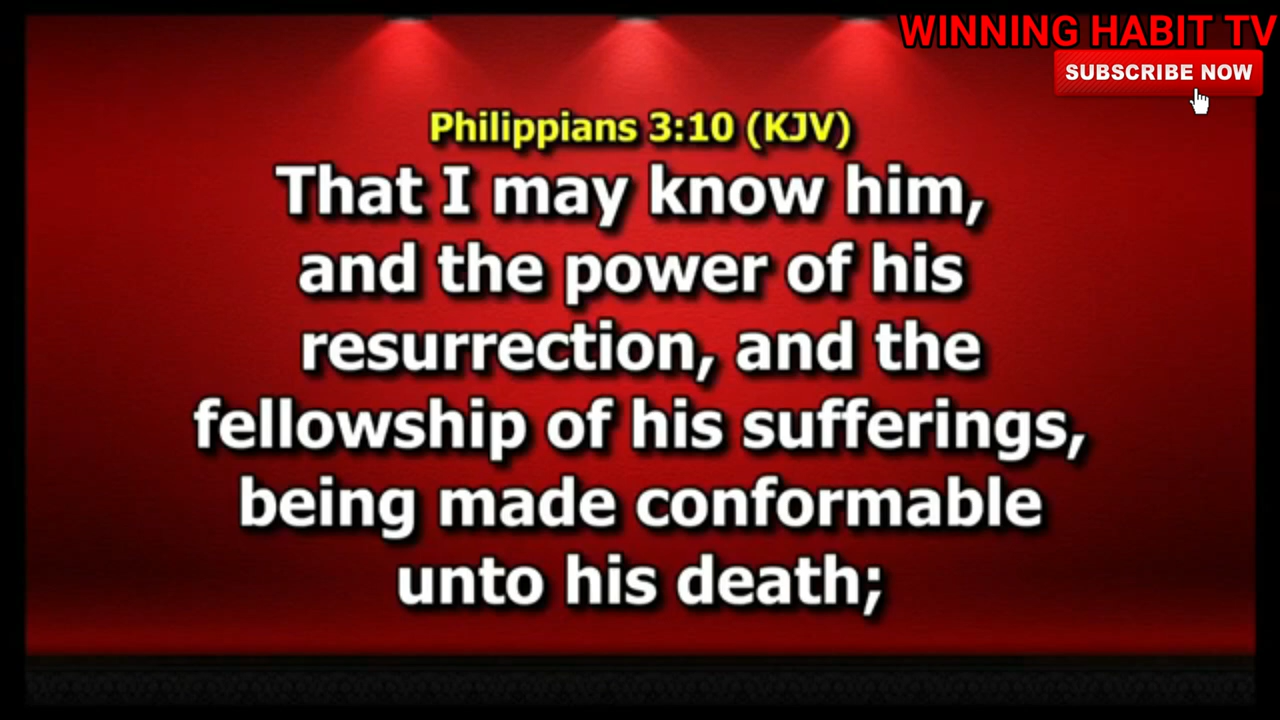 WINNING HABIT TV
SUBSCRIBE NOW
Philippians 3:10 (KJV)
That I may know him,
and the power of his
resurrection, and the
fellowship of his sufferings,
being made conformable
unto his death;